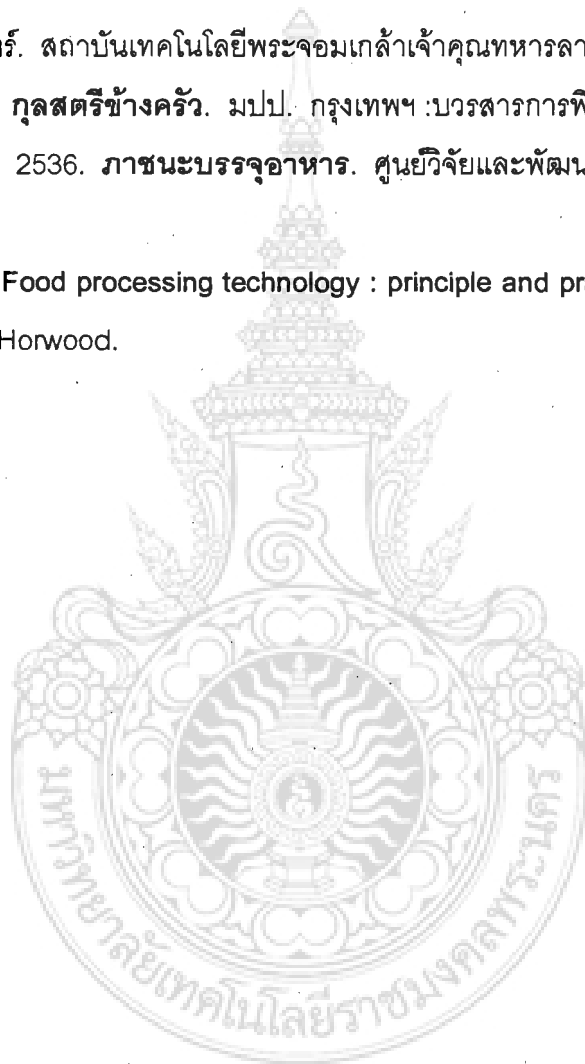 ทร์. สถาบันเทคโนโลยีพระจอมเกล้าเจ้าคุณทหารลา
กุลสตรีข้างครัว. มปป. กรุงเทพฯ :บวรสารการพิ
2536. ภาชนะบรรจุอาหาร. ศูนย์วิจัยและพัฒน
Food processing technology : principle and pr
Horwood.
มหาวิทยาลัยเทคโนโลยีราชมงคลพระนคร